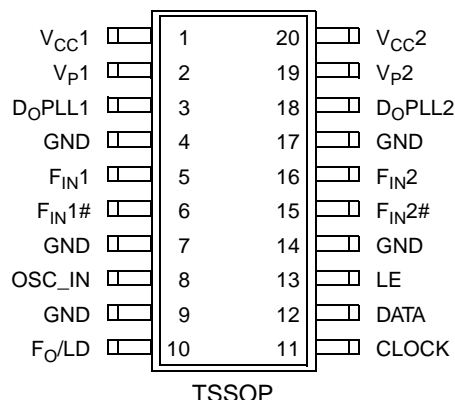 VCC1 1 20 VCC2
VP1 2 19 VP2
DOPLL1 3 18 DOPLL2
GND 4 17 GND
FIN1 5 16 FIN2
FIN1# 6 15 FIN2#
GND 7 14 GND
OSC_IN 8 13 LE
GND 9 12 DATA
FO/LD 10 11 CLOCK
TSSOP